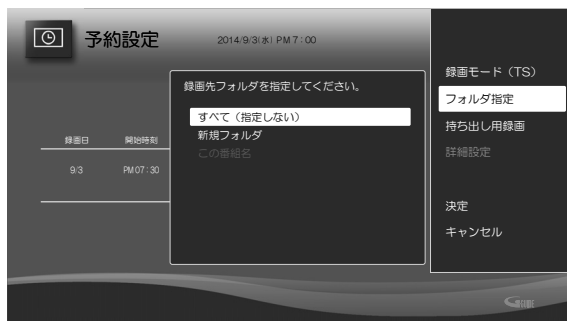 予約設定
2014/9/3(水) PM 7:00
録画先フォルダを指定してください。
すべて（指定しない）
新規フォルダ
この番組名
録画日 開始時刻
9/3 PM 07:30
録画モード（TS）
フォルダ指定
持ち出し用録画
詳細設定
決定
キャンセル
G GUIDE